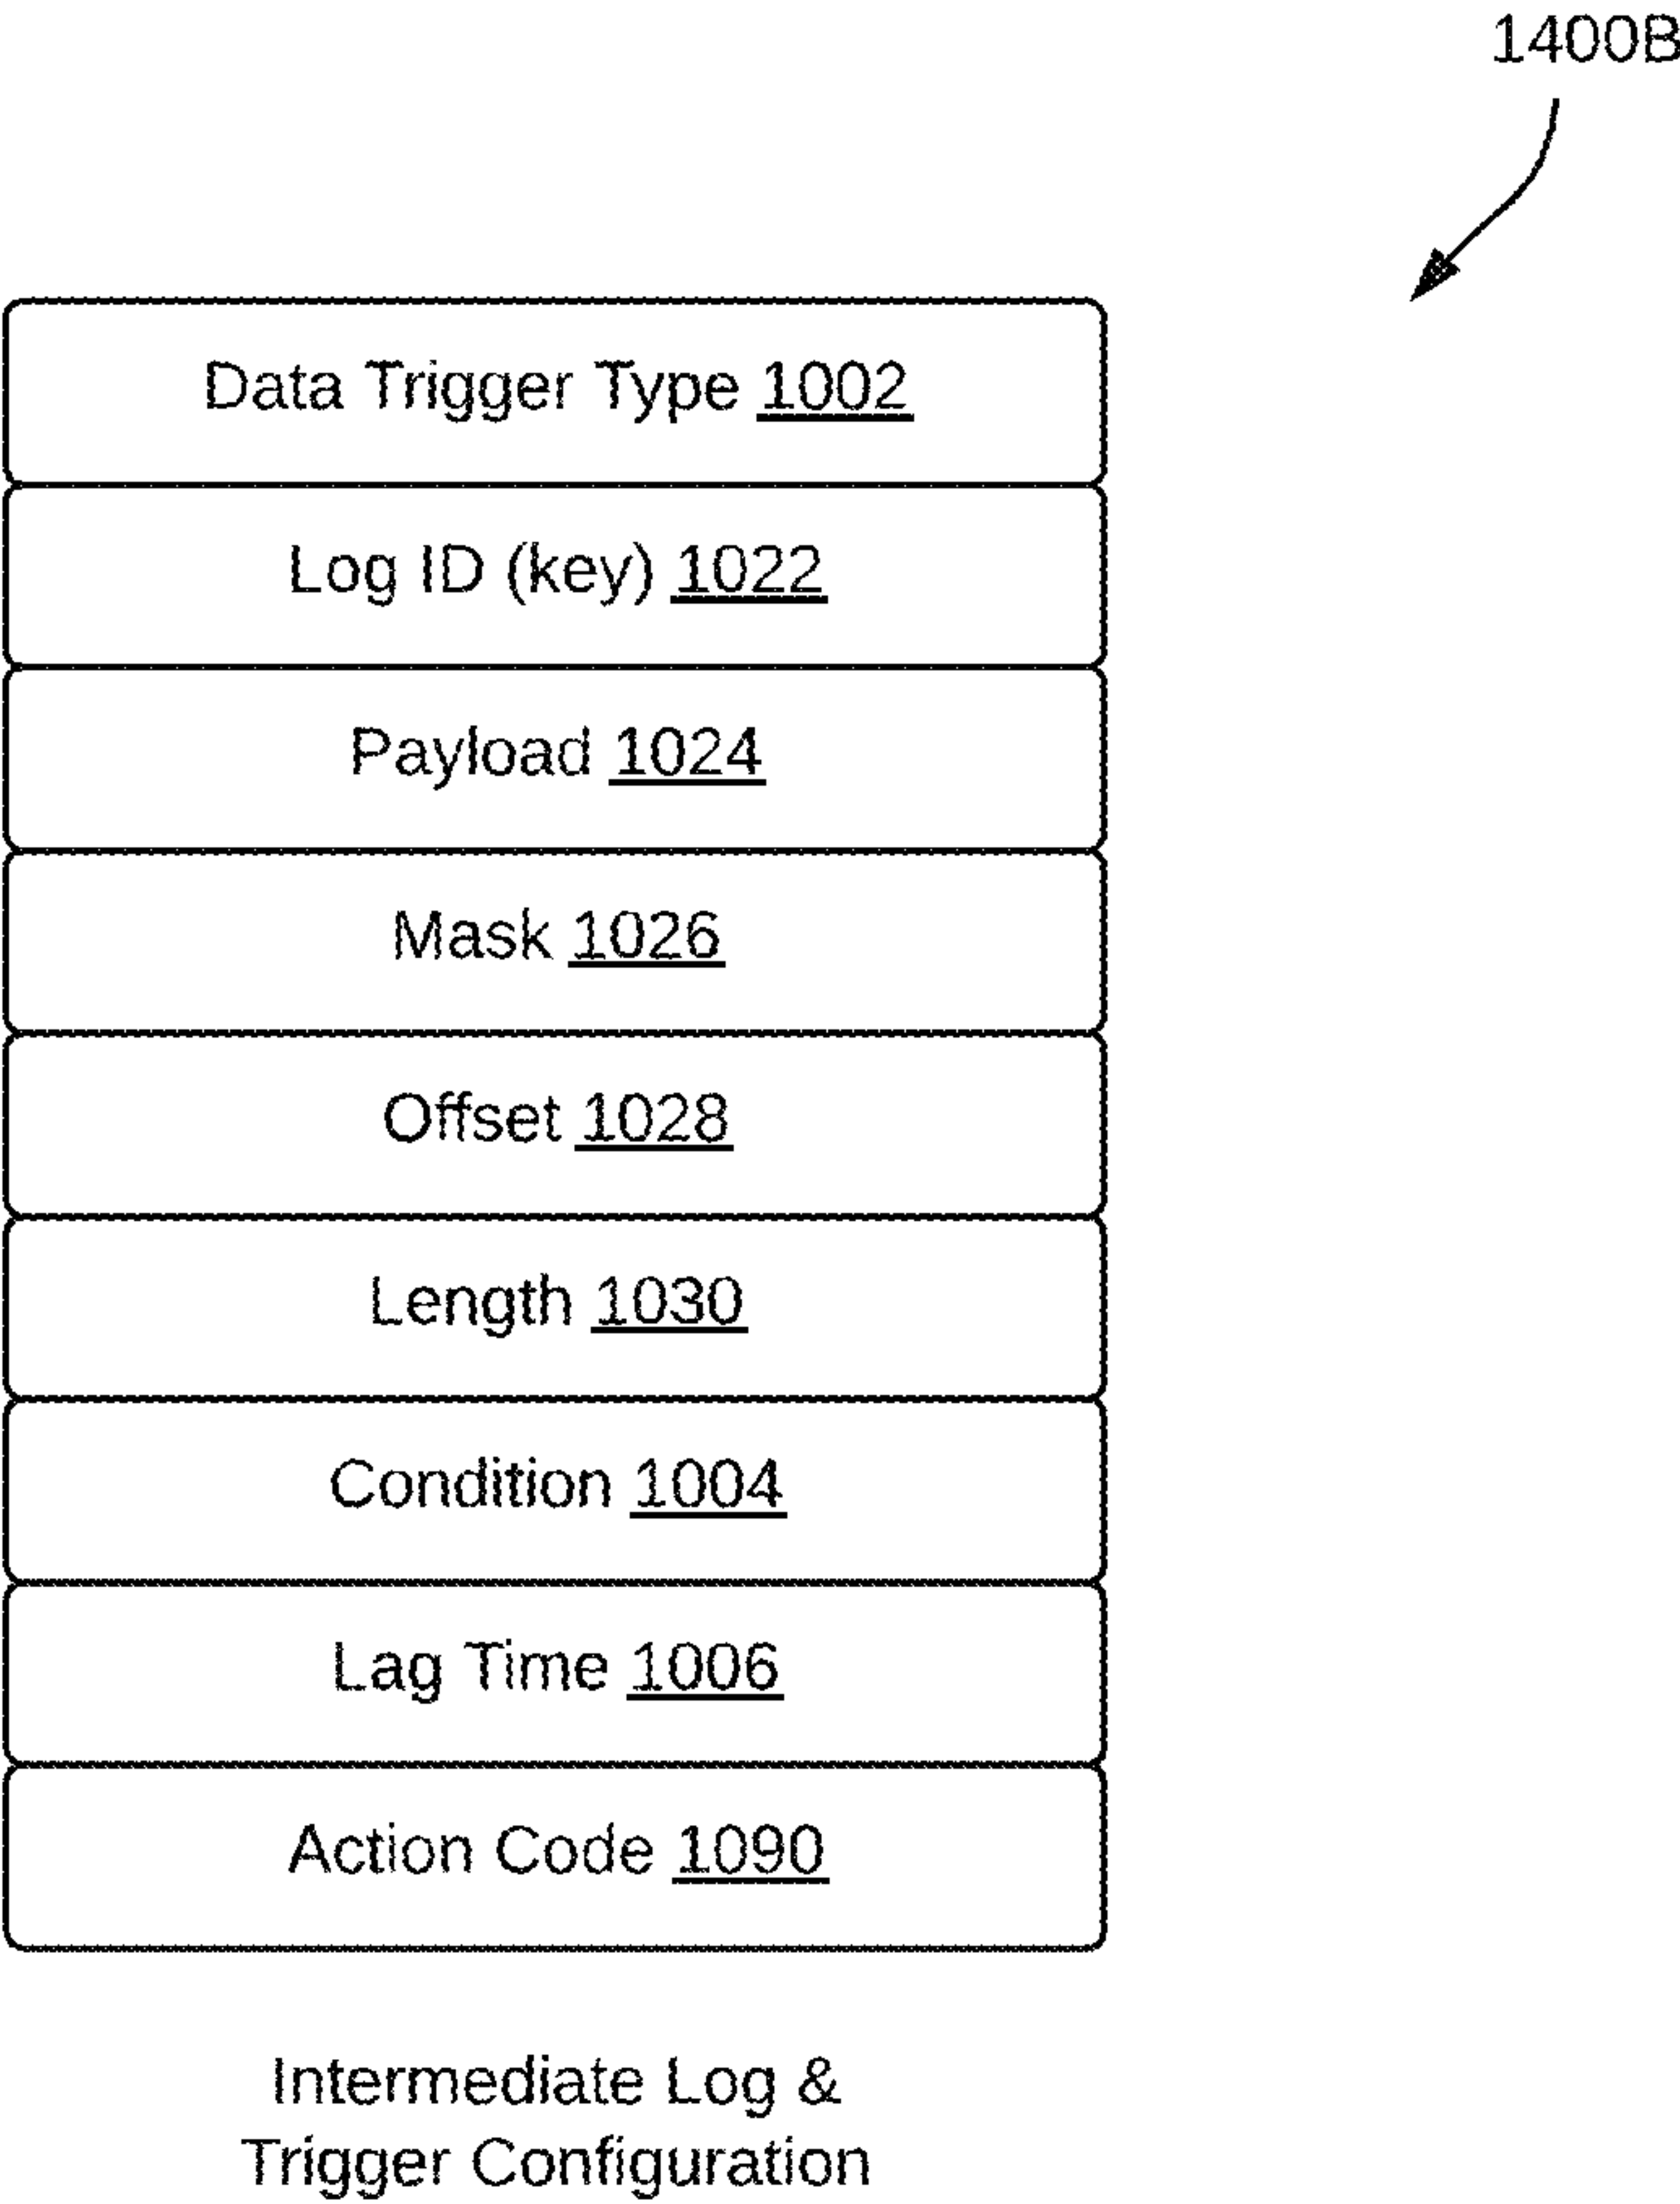 1400B
Data Trigger Type 1002
Log ID (key) 1022
Payload 1024
Mask 1026
Offset 1028
Length 1030
Condition 1004
Lag Time 1006
Action Code 1090
Intermediate Log &
Trigger Configuration